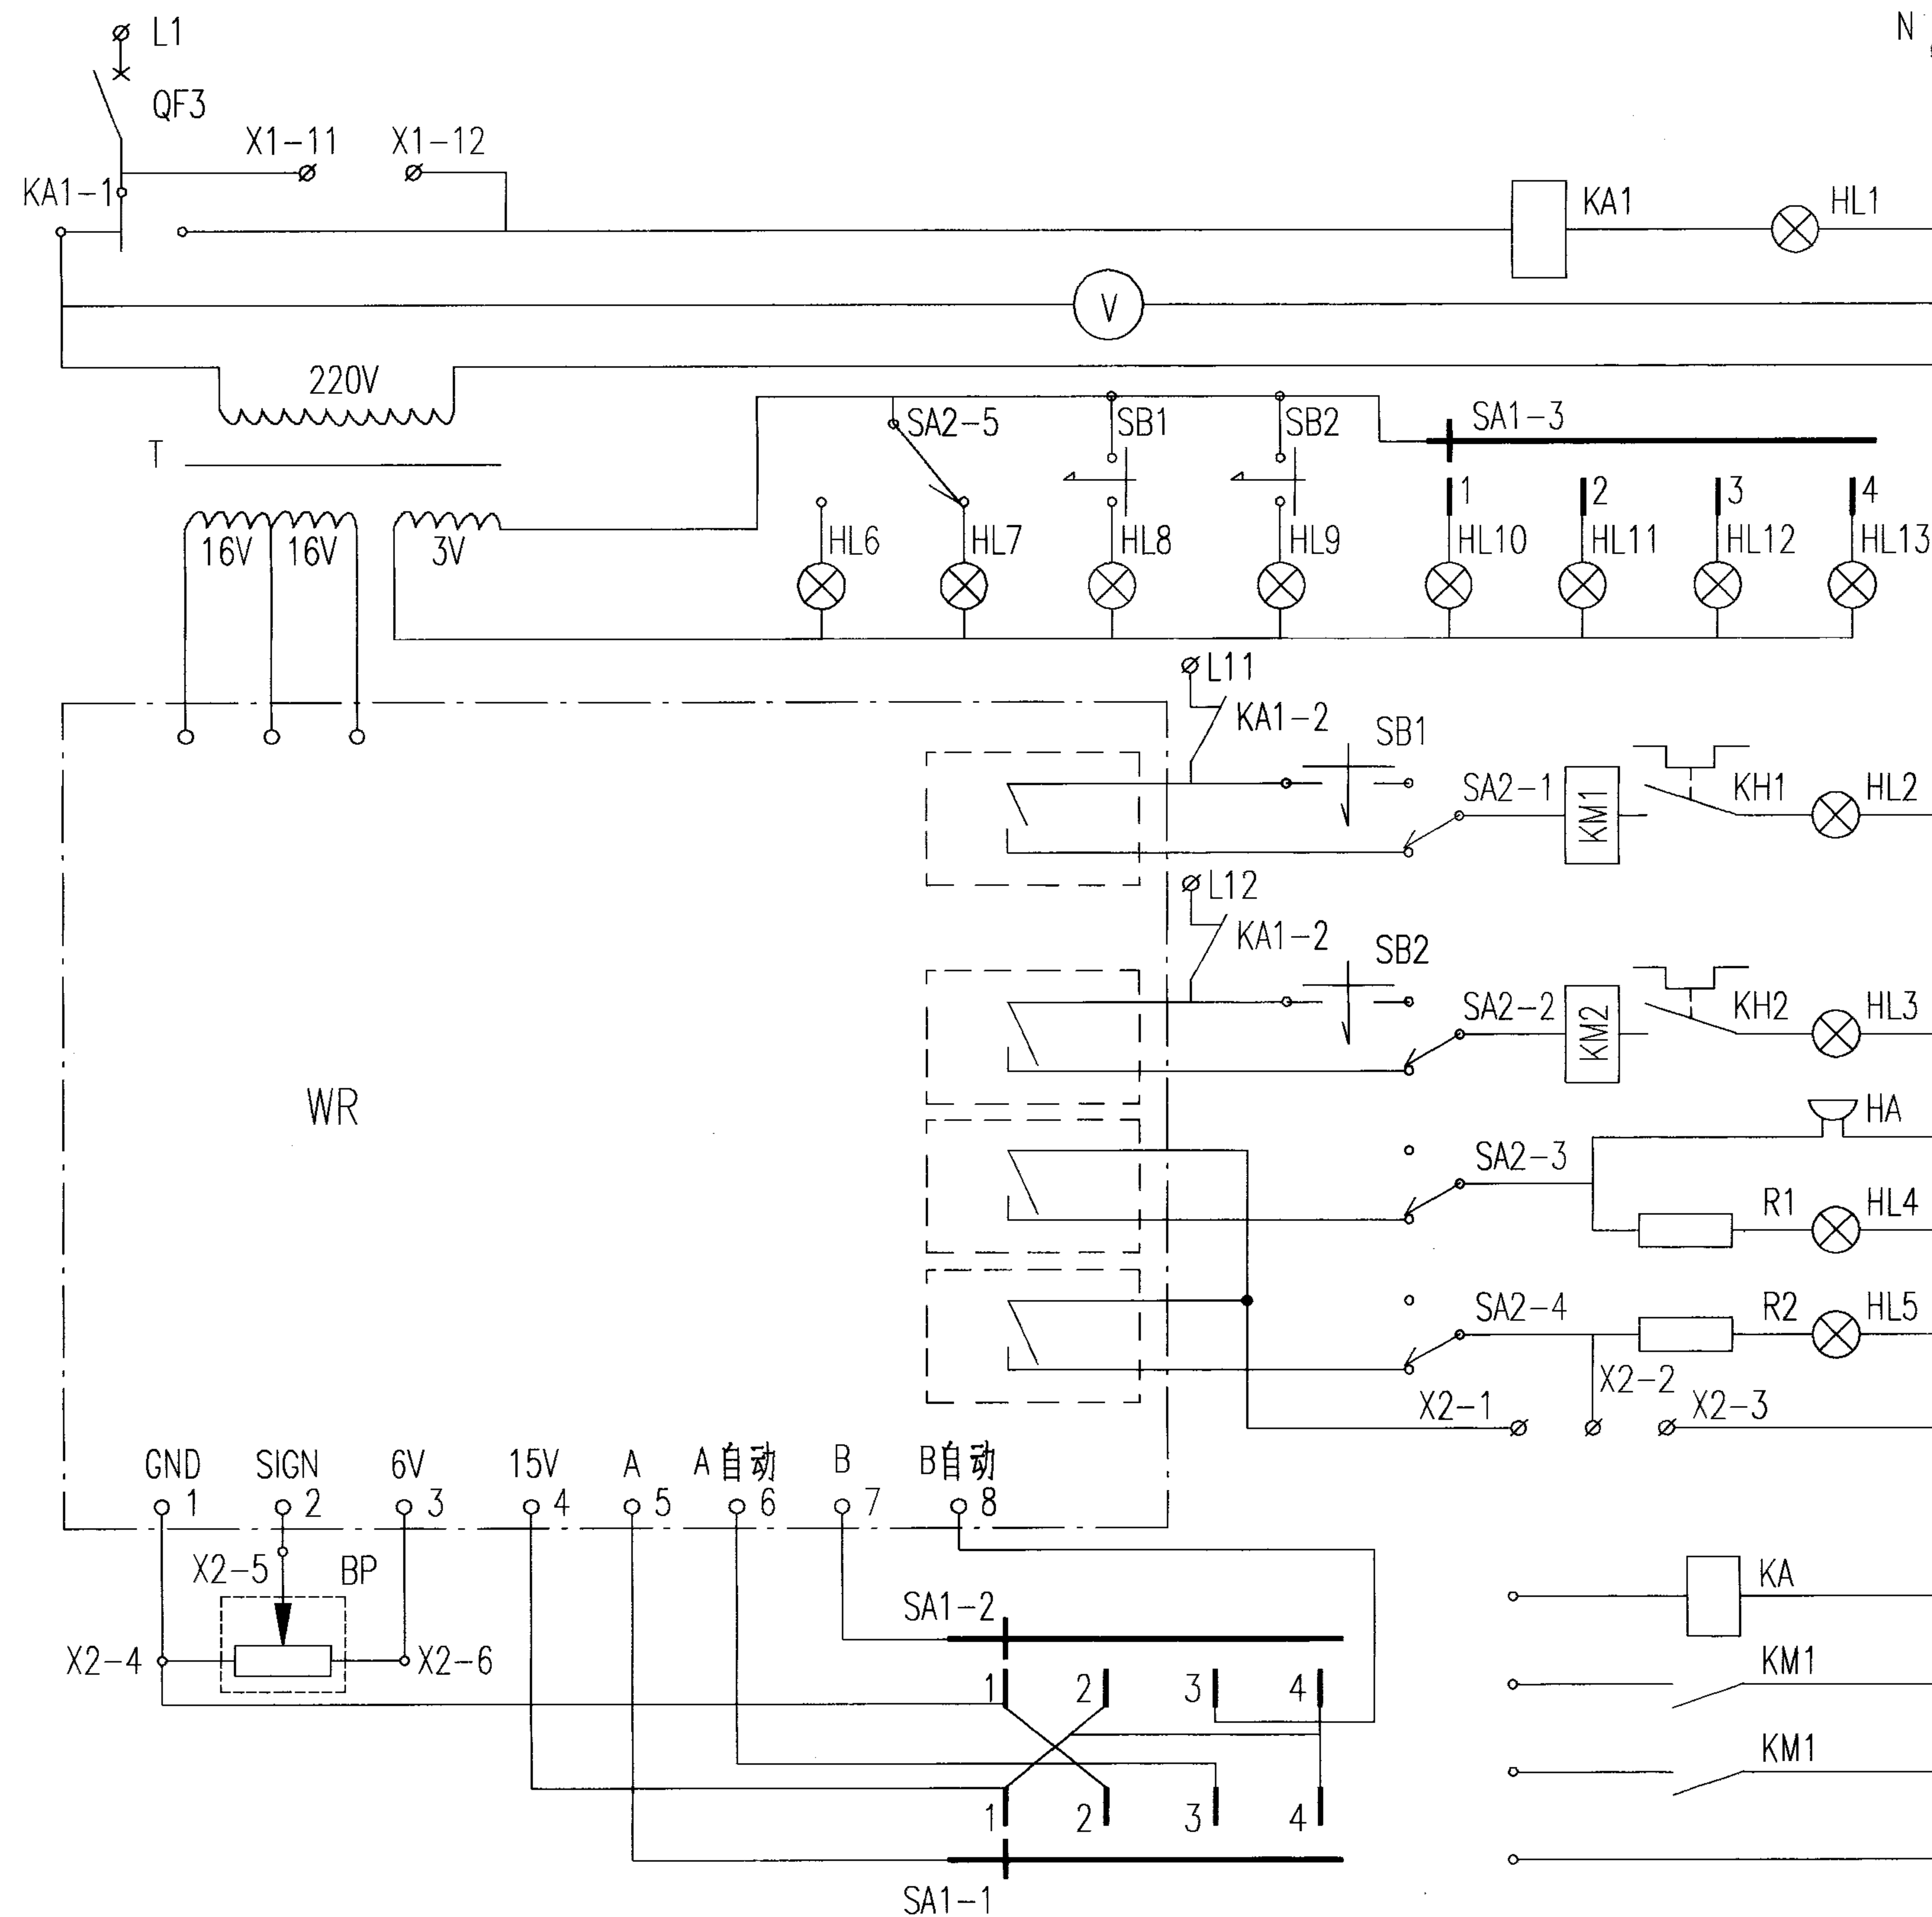 L1
N
QF3
X1-11
X1-12
KA1-1
KA1
HL1
V
220V
T
16V
16V
3V
SA2-5
SB1
SB2
SA1-3
1
2
3
4
HL6
HL7
HL8
HL9
HL10
HL11
HL12
HL13
L11
KA1-2
SB1
SA2-1
KM1
KH1
HL2
L12
KA1-2
SB2
SA2-2
KM2
KH2
HL3
WR
HA
SA2-3
R1
HL4
SA2-4
R2
HL5
X2-1
X2-2
X2-3
GND
SIGN
6V
15V
A
A自动
B
B自动
1
2
3
4
5
6
7
8
X2-5
BP
X2-4
X2-6
SA1-2
1
2
3
4
1
2
3
4
SA1-1
KA
KM1
KM1